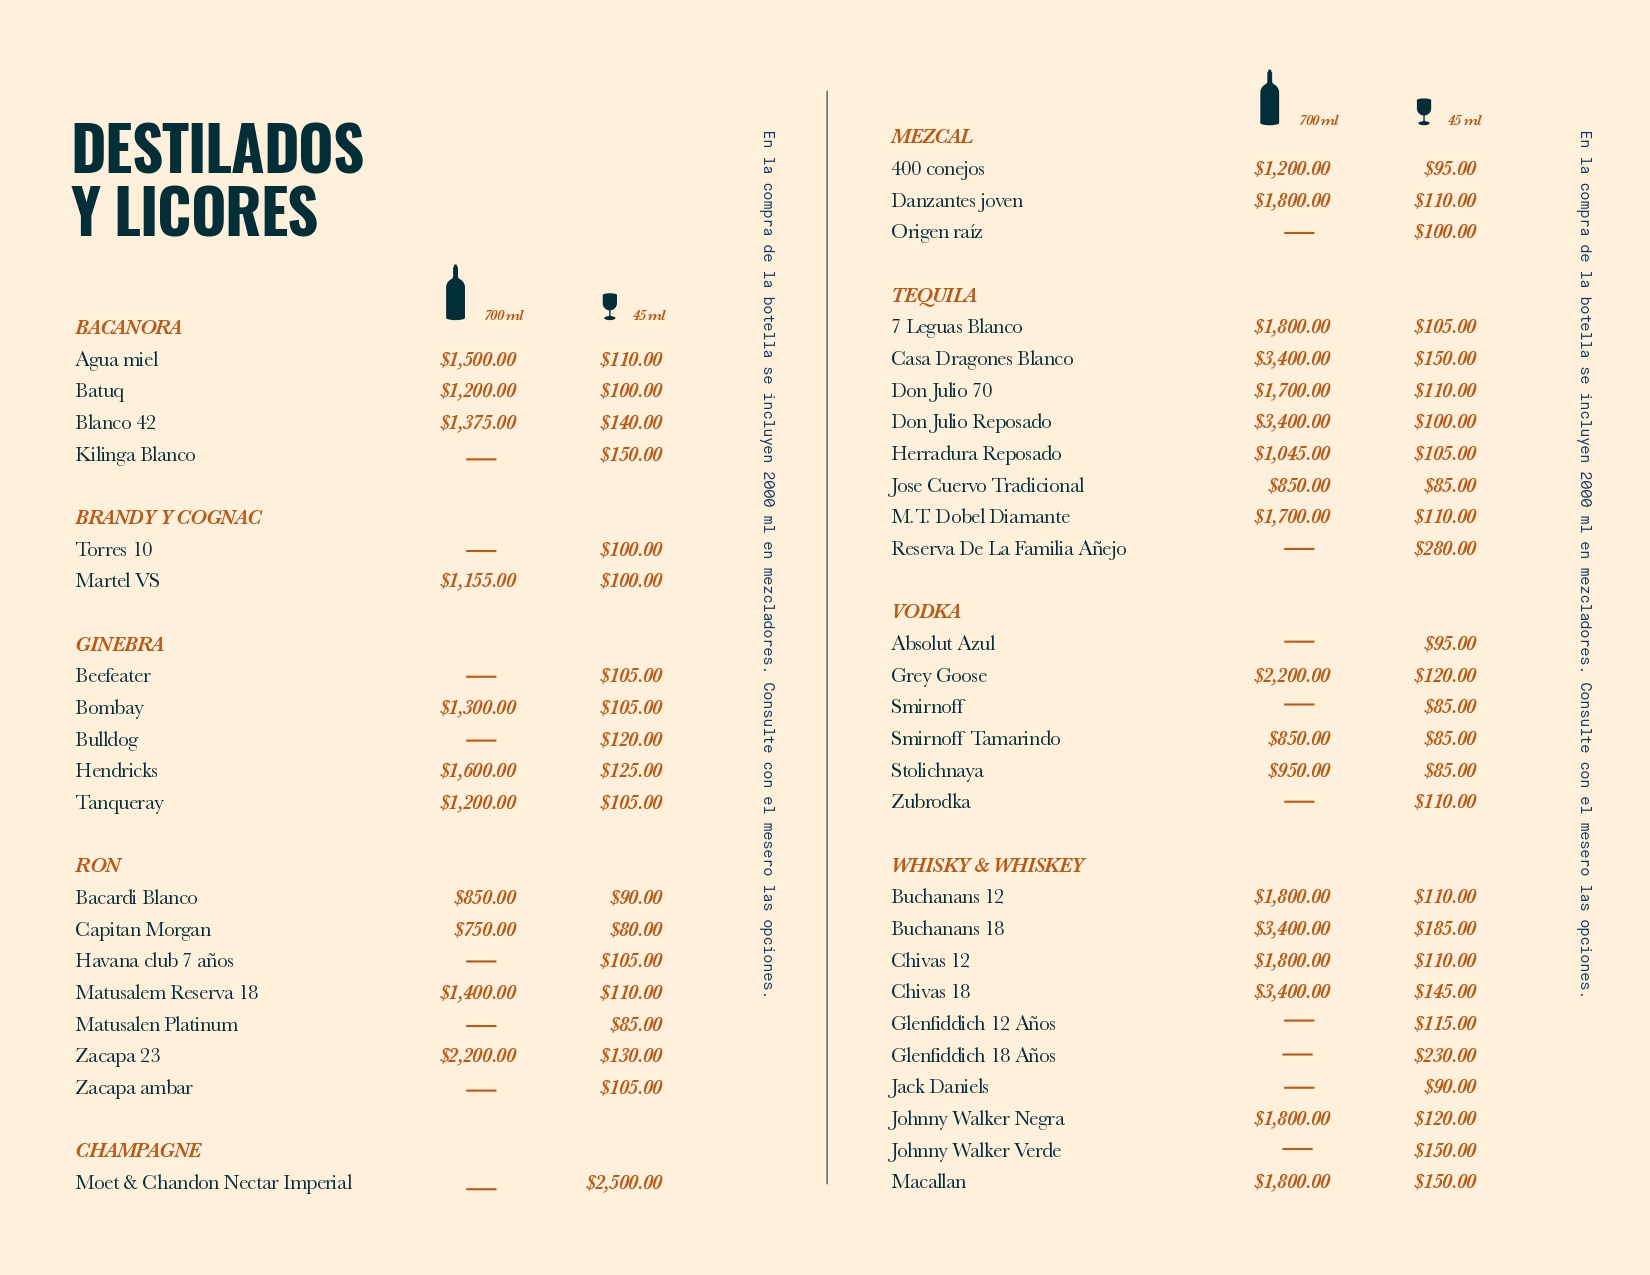 DESTILADOS
Y LICORES
700 ml 45 ml
BACANORA
Agua miel $1,500.00 $110.00
Batuq $1,200.00 $100.00
Blanco 42 $1,375.00 $140.00
Kilinga Blanco — $150.00
BRANDY Y COGNAC
Torres 10 — $100.00
Martel VS $1,155.00 $100.00
GINEBRA
Beefeater — $105.00
Bombay $1,300.00 $105.00
Bulldog — $120.00
Hendricks $1,600.00 $125.00
Tanqueray $1,200.00 $105.00
RON
Bacardi Blanco $850.00 $90.00
Capitan Morgan $750.00 $80.00
Havana club 7 años — $105.00
Matusalem Reserva 18 $1,400.00 $110.00
Matusalen Platinum — $85.00
Zacapa 23 $2,200.00 $130.00
Zacapa ambar — $105.00
CHAMPAGNE
Moet & Chandon Nectar Imperial — $2,500.00
En la compra de la botella se incluyen 2000 ml en mezcladores. Consulte con el mesero las opciones.
700 ml 45 ml
MEZCAL
400 conejos $1,200.00 $95.00
Danzantes joven $1,800.00 $110.00
Origen raíz — $100.00
TEQUILA
7 Leguas Blanco $1,800.00 $105.00
Casa Dragones Blanco $3,400.00 $150.00
Don Julio 70 $1,700.00 $110.00
Don Julio Reposado $3,400.00 $100.00
Herradura Reposado $1,045.00 $105.00
Jose Cuervo Tradicional $850.00 $85.00
M.T. Dobel Diamante $1,700.00 $110.00
Reserva De La Familia Añejo — $280.00
VODKA
Absolut Azul — $95.00
Grey Goose $2,200.00 $120.00
Smirnoff — $85.00
Smirnoff Tamarindo $850.00 $85.00
Stolichnaya $950.00 $85.00
Zubrodka — $110.00
WHISKY & WHISKEY
Buchanans 12 $1,800.00 $110.00
Buchanans 18 $3,400.00 $185.00
Chivas 12 $1,800.00 $110.00
Chivas 18 $3,400.00 $145.00
Glenfiddich 12 Años — $115.00
Glenfiddich 18 Años — $230.00
Jack Daniels — $90.00
Johnny Walker Negra $1,800.00 $120.00
Johnny Walker Verde — $150.00
Macallan $1,800.00 $150.00
En la compra de la botella se incluyen 2000 ml en mezcladores. Consulte con el mesero las opciones.